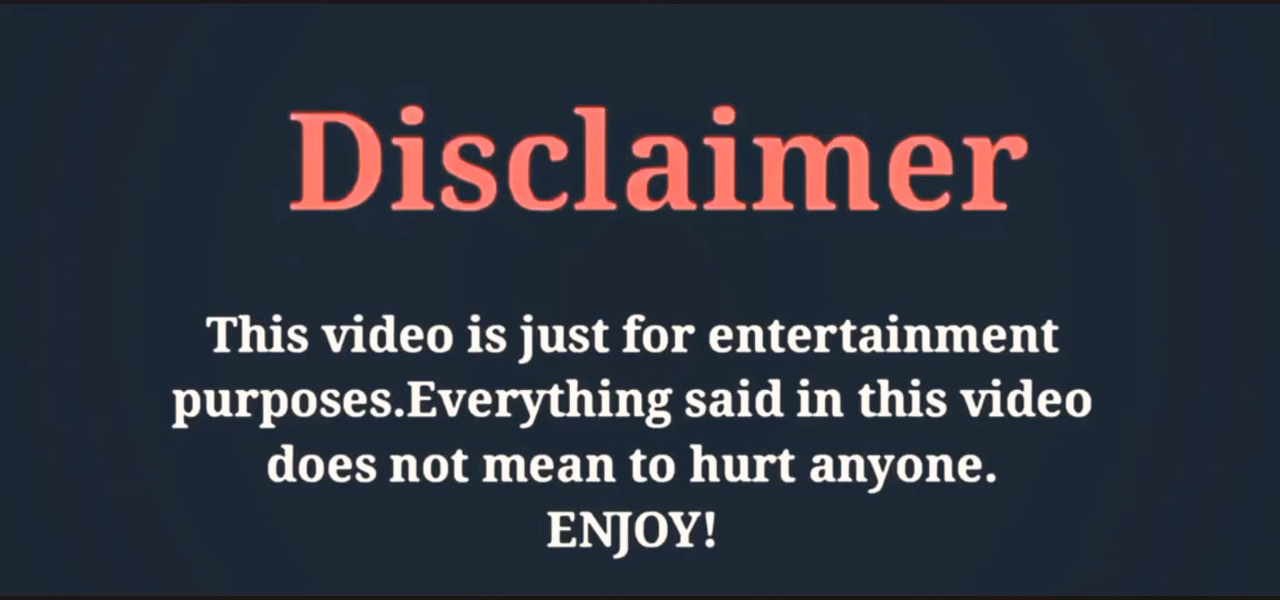 Disclaimer
This video is just for entertainment
purposes.Everything said in this video
does not mean to hurt anyone.
ENJOY!